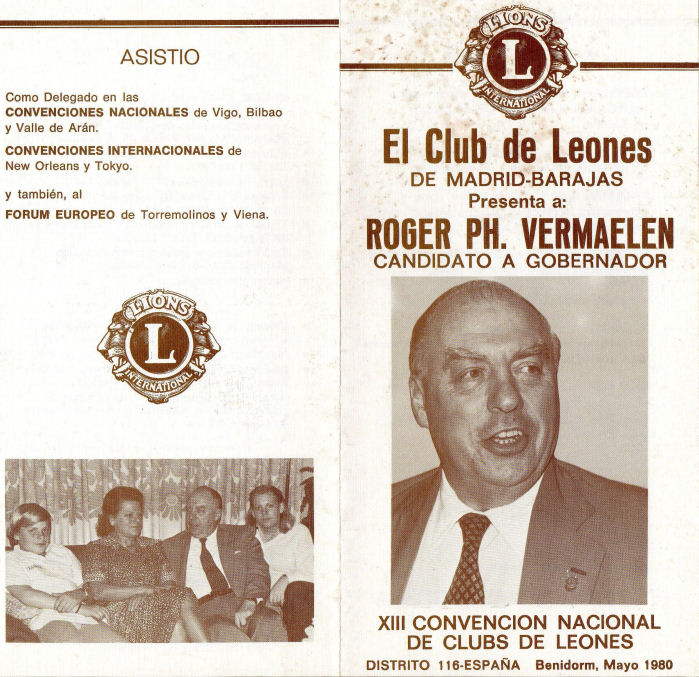 ASISTIO
Como Delegado en las
CONVENCIONES NACIONALES de Vigo, Bilbao
y Valle de Arán.
CONVENCIONES INTERNACIONALES de
New Orleans y Tokyo.
y también, al
FORUM EUROPEO de Torremolinos y Viena.
LIONS
L
INTERNATIONAL
LIONS
L
INTERNATIONAL
El Club de Leones
DE MADRID-BARAJAS
Presenta a:
ROGER PH. VERMAELEN
CANDIDATO A GOBERNADOR
XIII CONVENCION NACIONAL
DE CLUBS DE LEONES
DISTRITO 116-ESPAÑA Benidorm, Mayo 1980